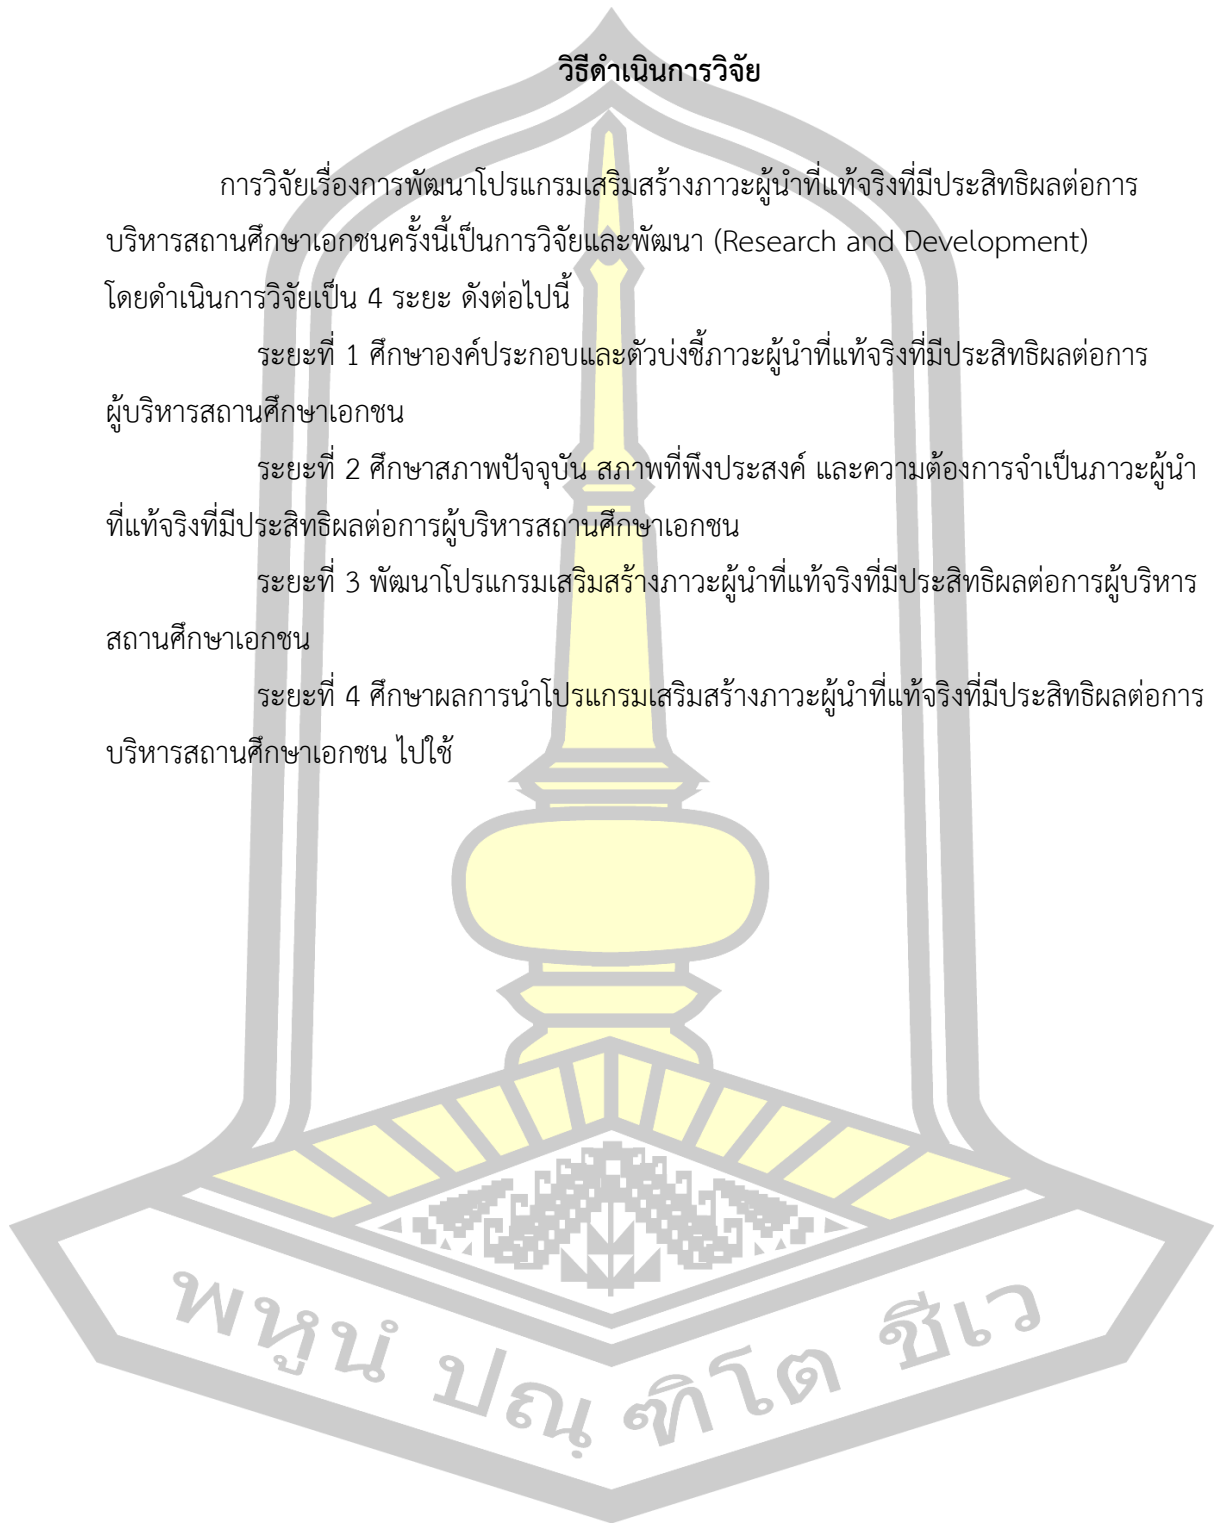 วิธีดำเนินการวิจัย
การวิจัยเรื่องการพัฒนาโปรแกรมเสริมสร้างภาวะผู้นำที่แท้จริงที่มีประสิทธิผลต่อการ
บริหารสถานศึกษาเอกชนครั้งนี้เป็นการวิจัยและพัฒนา (Research and Development)
โดยดำเนินการวิจัยเป็น 4 ระยะ ดังต่อไปนี้
ระยะที่ 1 ศึกษาองค์ประกอบและตัวบ่งชี้ภาวะผู้นำที่แท้จริงที่มีประสิทธิผลต่อการ
ผู้บริหารสถานศึกษาเอกชน
ระยะที่ 2 ศึกษาสภาพปัจจุบัน สภาพที่พึงประสงค์ และความต้องการจำเป็นภาวะผู้นำ
ที่แท้จริงที่มีประสิทธิผลต่อการผู้บริหารสถานศึกษาเอกชน
ระยะที่ 3 พัฒนาโปรแกรมเสริมสร้างภาวะผู้นำที่แท้จริงที่มีประสิทธิผลต่อการผู้บริหาร
สถานศึกษาเอกชน
ระยะที่ 4 ศึกษาผลการนำโปรแกรมเสริมสร้างภาวะผู้นำที่แท้จริงที่มีประสิทธิผลต่อการ
บริหารสถานศึกษาเอกชน ไปใช้
พหูนํ ปณฺฑิโต ชีเว